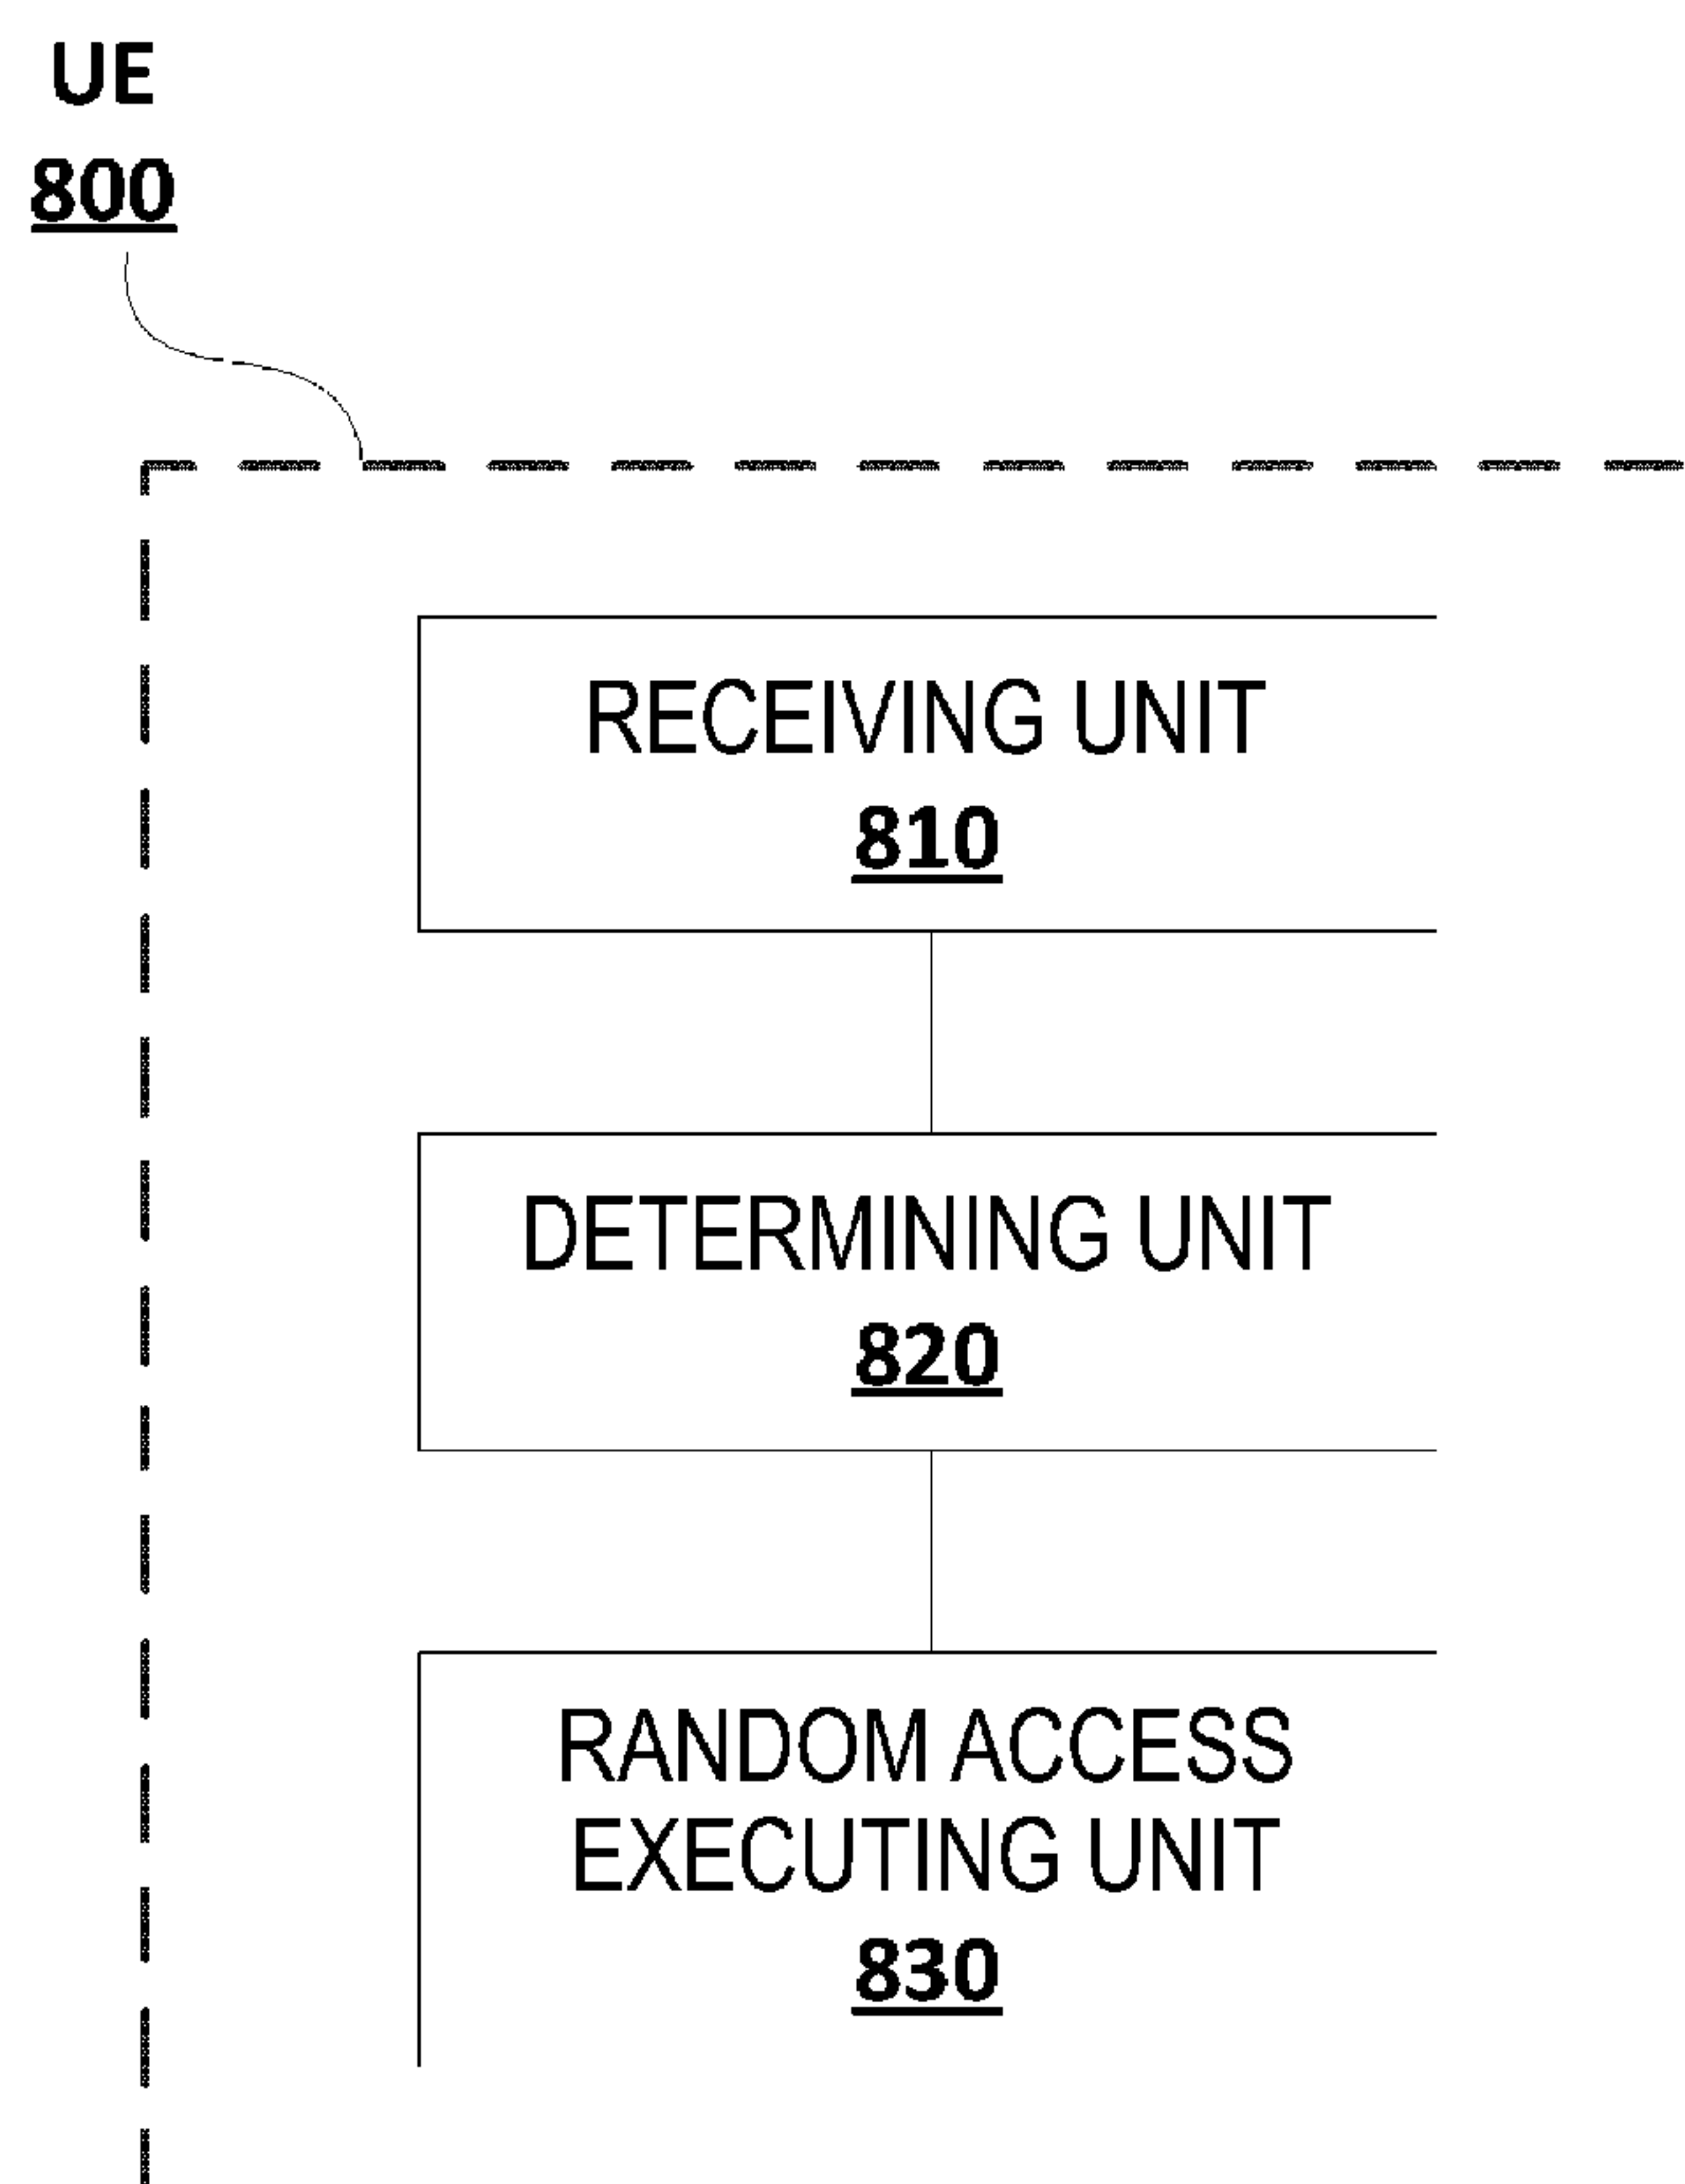 UE
800
RECEIVING UNIT
810
DETERMINING UNIT
820
RANDOM ACCESS
EXECUTING UNIT
830